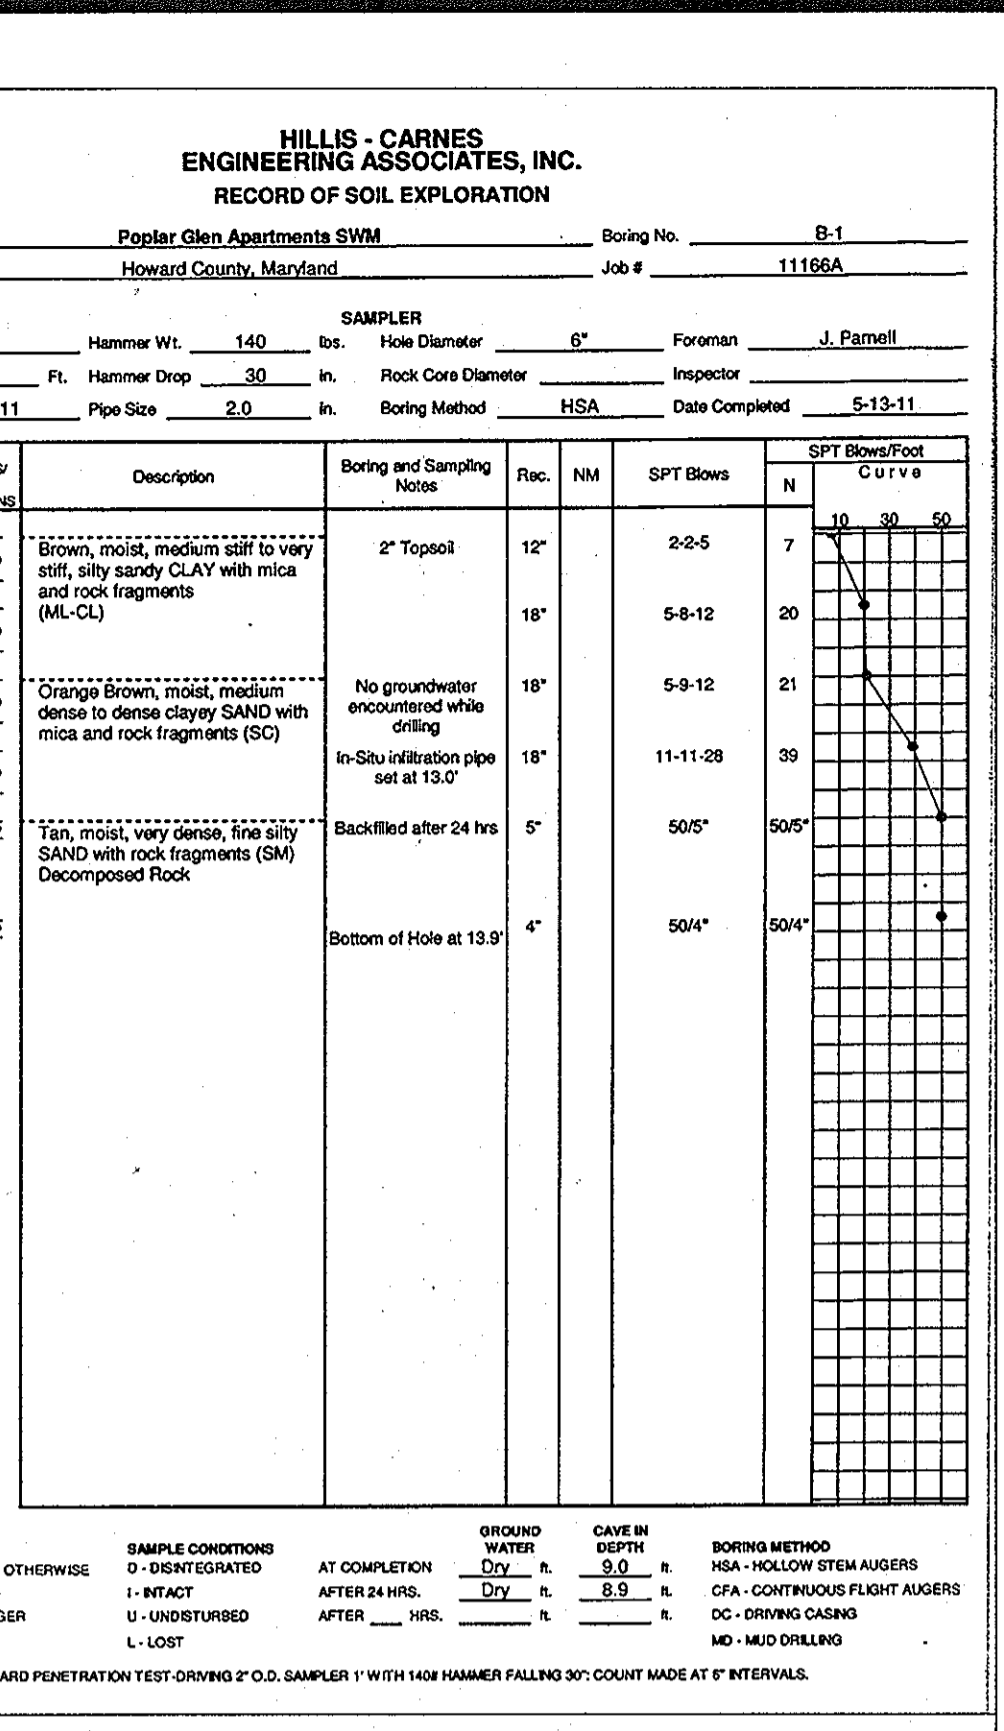 HILLIS - CARNES
ENGINEERING ASSOCIATES, INC.
RECORD OF SOIL EXPLORATION
Poplar Glen Apartments SWM Boring No. B-1
Howard County, Maryland Job # 11166A
SAMPLER
Hammer Wt. 140 lbs. Hole Diameter 6" Foreman J. Parnell
Ft. Hammer Drop 30 in. Rock Core Diameter Inspector
11 Pipe Size 2.0 in. Boring Method HSA Date Completed 5-13-11
Description Boring and Sampling Notes Rec. NM SPT Blows SPT Blows/Foot
N Curve
10 30 50
Brown, moist, medium stiff to very 2" Topsoil 12" 2-2-5 7
stiff, silty sandy CLAY with mica
and rock fragments
(ML-CL) 18" 5-8-12 20
Orange Brown, moist, medium No groundwater 18" 5-9-12 21
dense to dense clayey SAND with encountered while
mica and rock fragments (SC) drilling
In-Situ infiltration pipe 18" 11-11-28 39
set at 13.0'
Tan, moist, very dense, fine silty Backfilled after 24 hrs 5" 50/5" 50/5"
SAND with rock fragments (SM)
Decomposed Rock
4" 50/4" 50/4"
Bottom of Hole at 13.9'
GROUND CAVE IN
SAMPLE CONDITIONS WATER DEPTH BORING METHOD
OTHERWISE D - DISINTEGRATED AT COMPLETION Dry ft. 9.0 ft. HSA - HOLLOW STEM AUGERS
I - INTACT AFTER 24 HRS. Dry ft. 8.9 ft. CFA - CONTINUOUS FLIGHT AUGERS
GER U - UNDISTURBED AFTER ___ HRS. ft. ft. DC - DRIVING CASING
L - LOST MD - MUD DRILLING
ARD PENETRATION TEST-DRIVING 2" O.D. SAMPLER 1' WITH 140# HAMMER FALLING 30": COUNT MADE AT 6" INTERVALS.